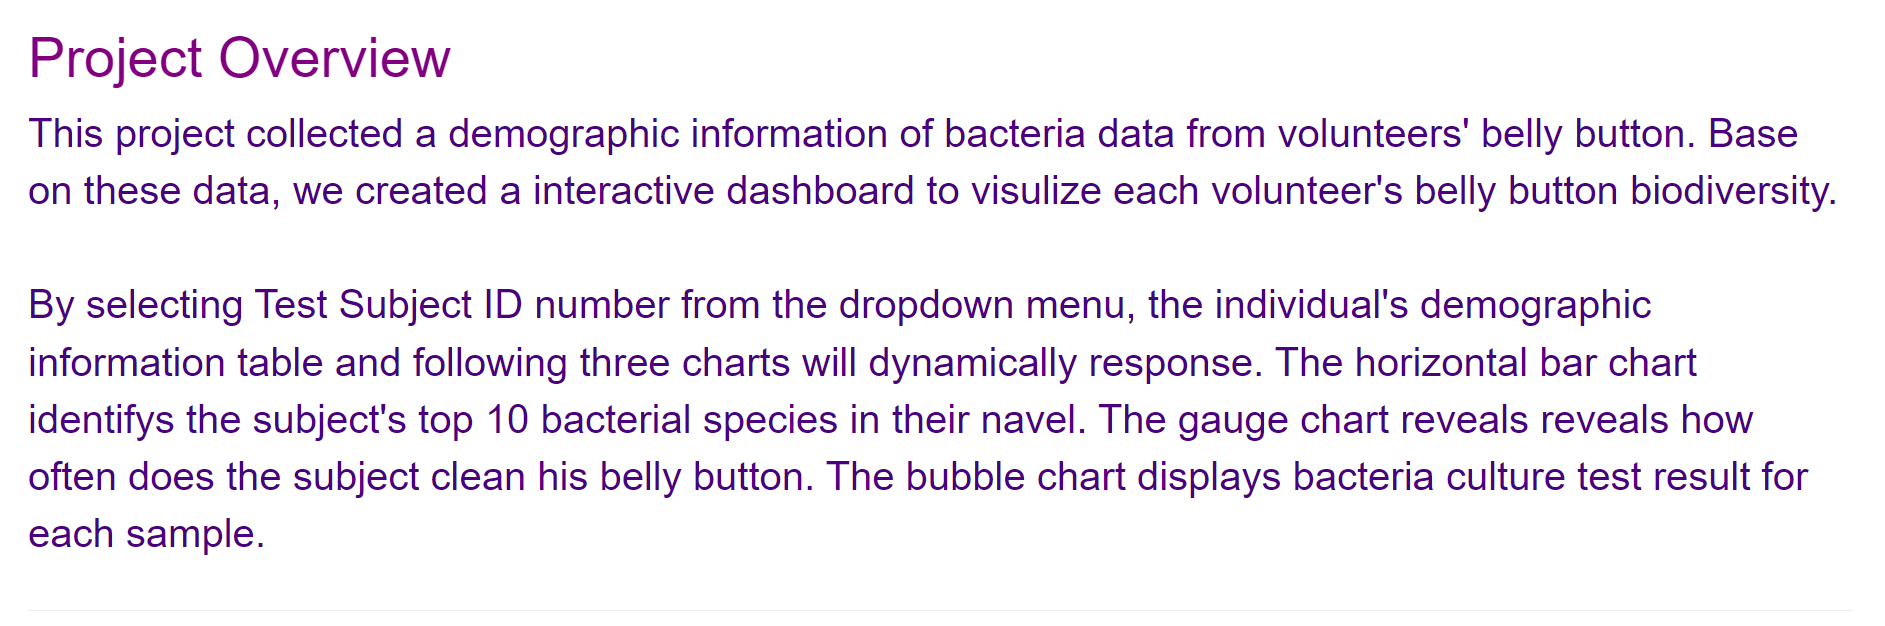 Project Overview
This project collected a demographic information of bacteria data from volunteers' belly button. Base
on these data, we created a interactive dashboard to visulize each volunteer's belly button biodiversity.
By selecting Test Subject ID number from the dropdown menu, the individual's demographic
information table and following three charts will dynamically response. The horizontal bar chart
identifys the subject's top 10 bacterial species in their navel. The gauge chart reveals reveals how
often does the subject clean his belly button. The bubble chart displays bacteria culture test result for
each sample.